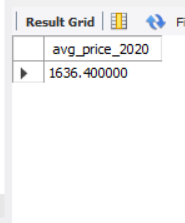 Result Grid
avg_price_2020
1636.400000